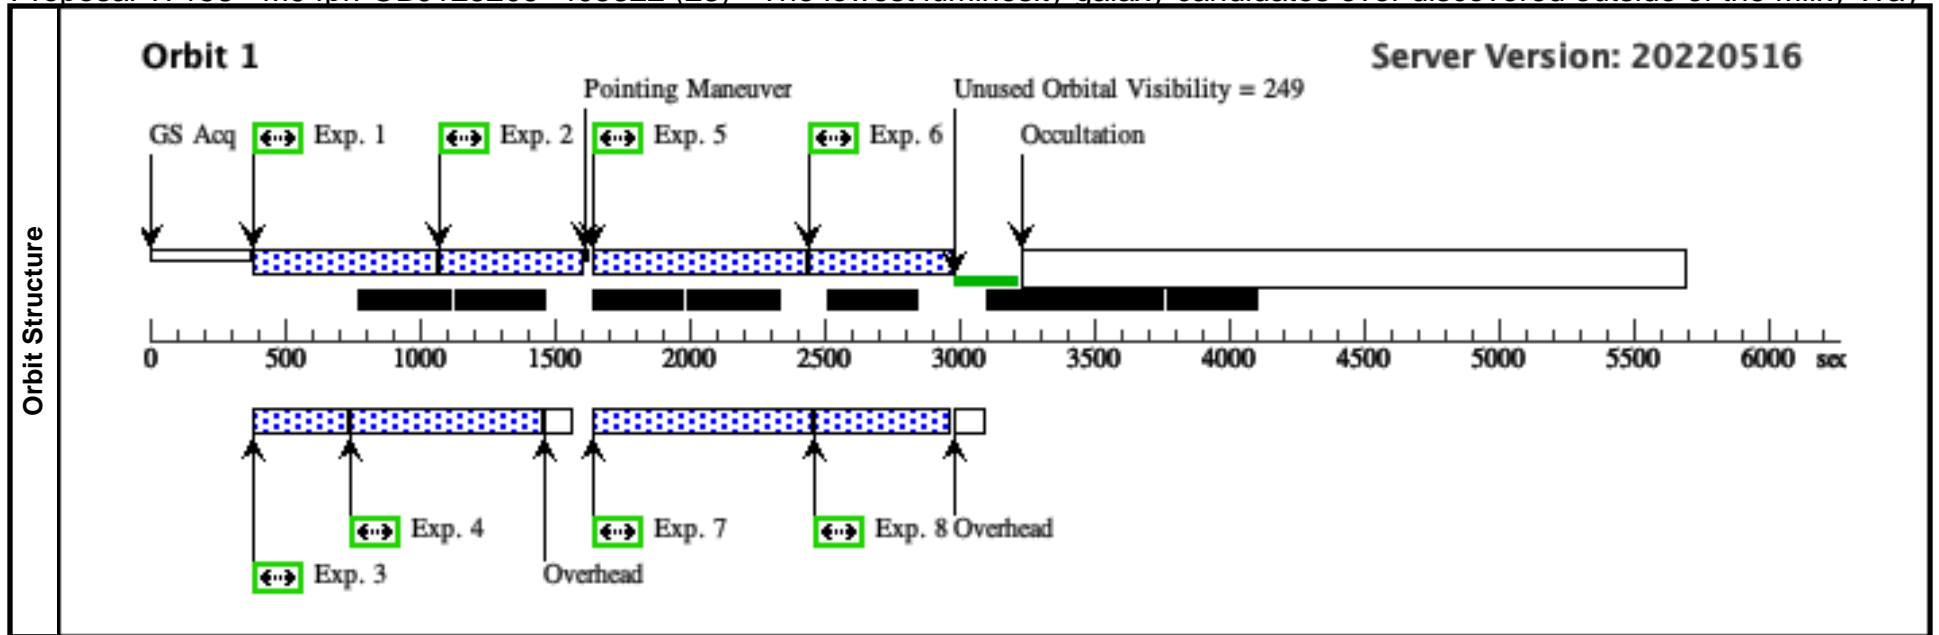 Orbit 1
Server Version: 20220516
Pointing Maneuver
Unused Orbital Visibility = 249
GS Acq
Exp. 1
Exp. 2
Exp. 5
Exp. 6
Occultation
Orbit Structure
0 500 1000 1500 2000 2500 3000 3500 4000 4500 5000 5500 6000 sec
Exp. 4
Exp. 7
Exp. 8
Overhead
Exp. 3
Overhead